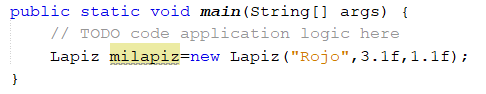 public static void main(String[] args) {
// TODO code application logic here
Lapiz milapiz=new Lapiz("Rojo",3.1f,1.1f);
}